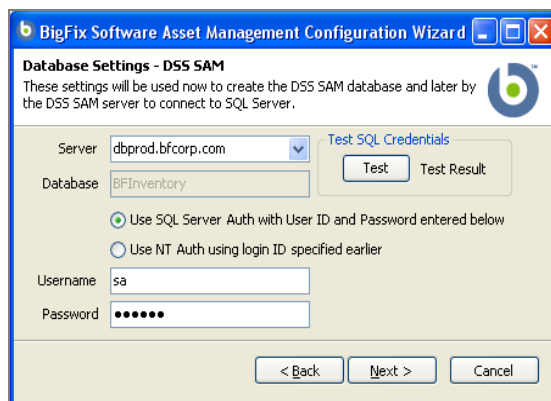 BigFix Software Asset Management Configuration Wizard
Database Settings - DSS SAM
These settings will be used now to create the DSS SAM database and later by
the DSS SAM server to connect to SQL Server.
Server dbprod.bfcorp.com
Test SQL Credentials
Test Test Result
Database BFInventory
Use SQL Server Auth with User ID and Password entered below
Use NT Auth using login ID specified earlier
Username sa
Password ••••••
< Back Next > Cancel